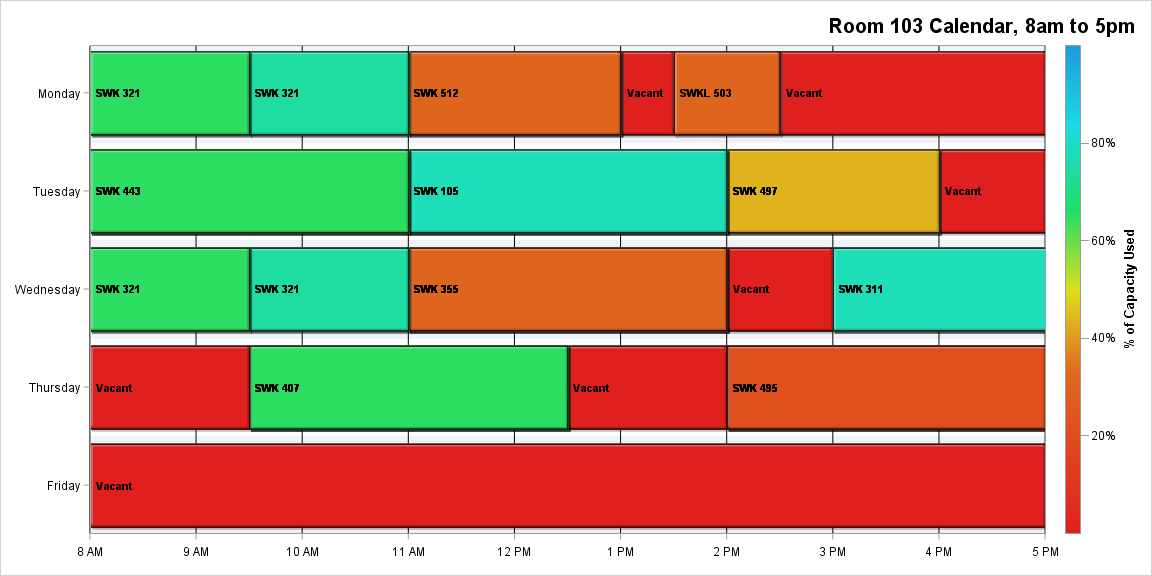 Room 103 Calendar, 8am to 5pm
Monday
SWK 321
SWK 321
SWK 512
Vacant
SWKL 503
Vacant
Tuesday
SWK 443
SWK 105
SWK 497
Vacant
Wednesday
SWK 321
SWK 321
SWK 355
Vacant
SWK 311
Thursday
Vacant
SWK 407
Vacant
SWK 495
Friday
Vacant
8 AM
9 AM
10 AM
11 AM
12 PM
1 PM
2 PM
3 PM
4 PM
5 PM
80%
60%
40%
20%
% of Capacity Used